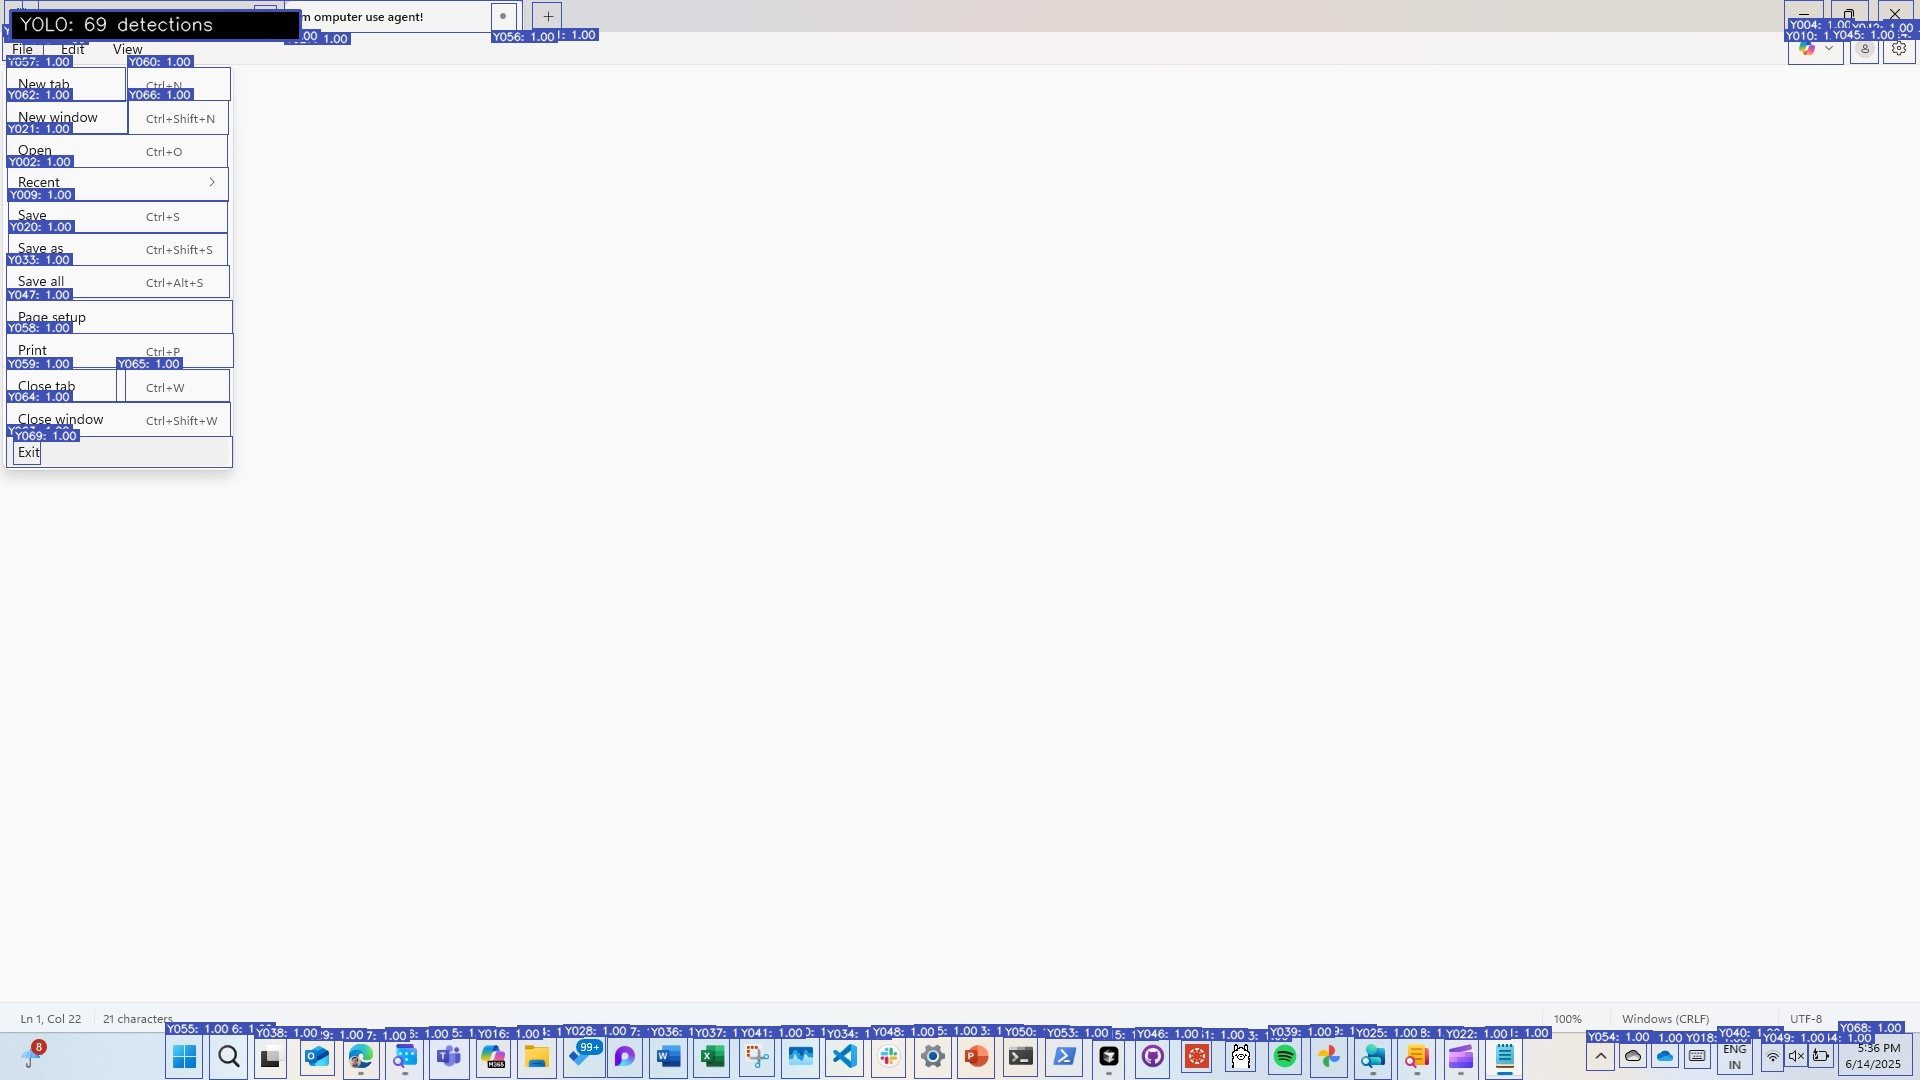 YOLO: 69 detections
m omputer use agent!
Y056: 1.00
File
Edit
View
Y057: 1.00
Y060: 1.00
New tab
Ctrl+N
Y062: 1.00
Y066: 1.00
New window
Ctrl+Shift+N
Y021: 1.00
Open
Ctrl+O
Y002: 1.00
Recent
Y009: 1.00
Save
Ctrl+S
Y020: 1.00
Save as
Ctrl+Shift+S
Y033: 1.00
Save all
Ctrl+Alt+S
Y047: 1.00
Page setup
Y058: 1.00
Print
Ctrl+P
Y059: 1.00
Y065: 1.00
Close tab
Ctrl+W
Y064: 1.00
Close window
Ctrl+Shift+W
Y069: 1.00
Exit
Ln 1, Col 22
21 characters
100%
Windows (CRLF)
UTF-8
Y055: 1.00
Y038: 1.00
Y016: 1.00
Y028: 1.00
Y036: 1
Y037: 1
Y041: 1.00
Y034: 1
Y048: 1.00
Y050: 1
Y053: 1.00
Y046: 1.00
Y039: 1.00
Y025: 1.00
Y022: 1.00
Y054: 1.00
Y018: 1.00
Y040: 1.00
Y049: 1.00
Y068: 1.00
8
99+
M365
ENG
IN
5:36 PM
6/14/2025